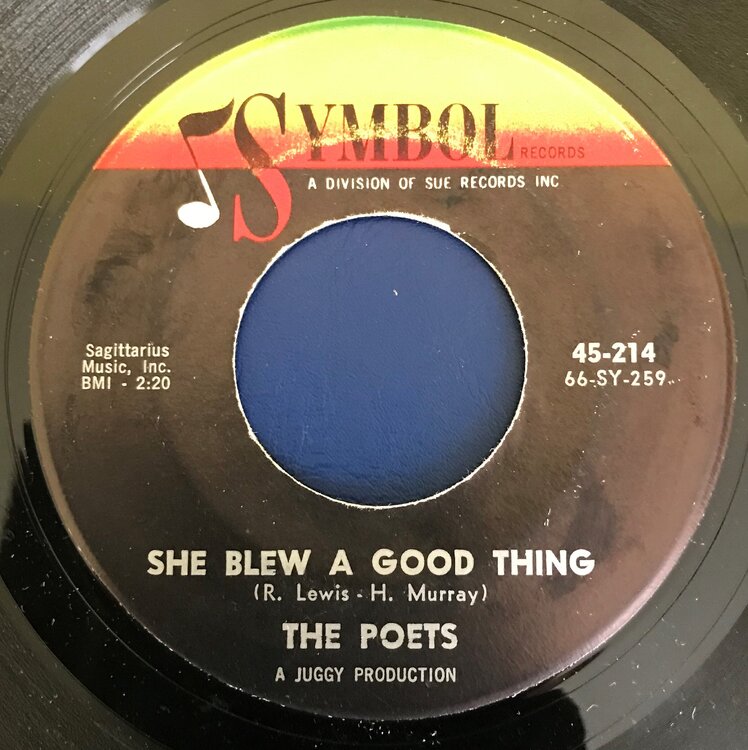 SYMBOL RECORDS
A DIVISION OF SUE RECORDS INC
Sagittarius
Music, Inc.
BMI - 2:20
45-214
66-SY-259
SHE BLEW A GOOD THING
(R. Lewis - H. Murray)
THE POETS
A JUGGY PRODUCTION